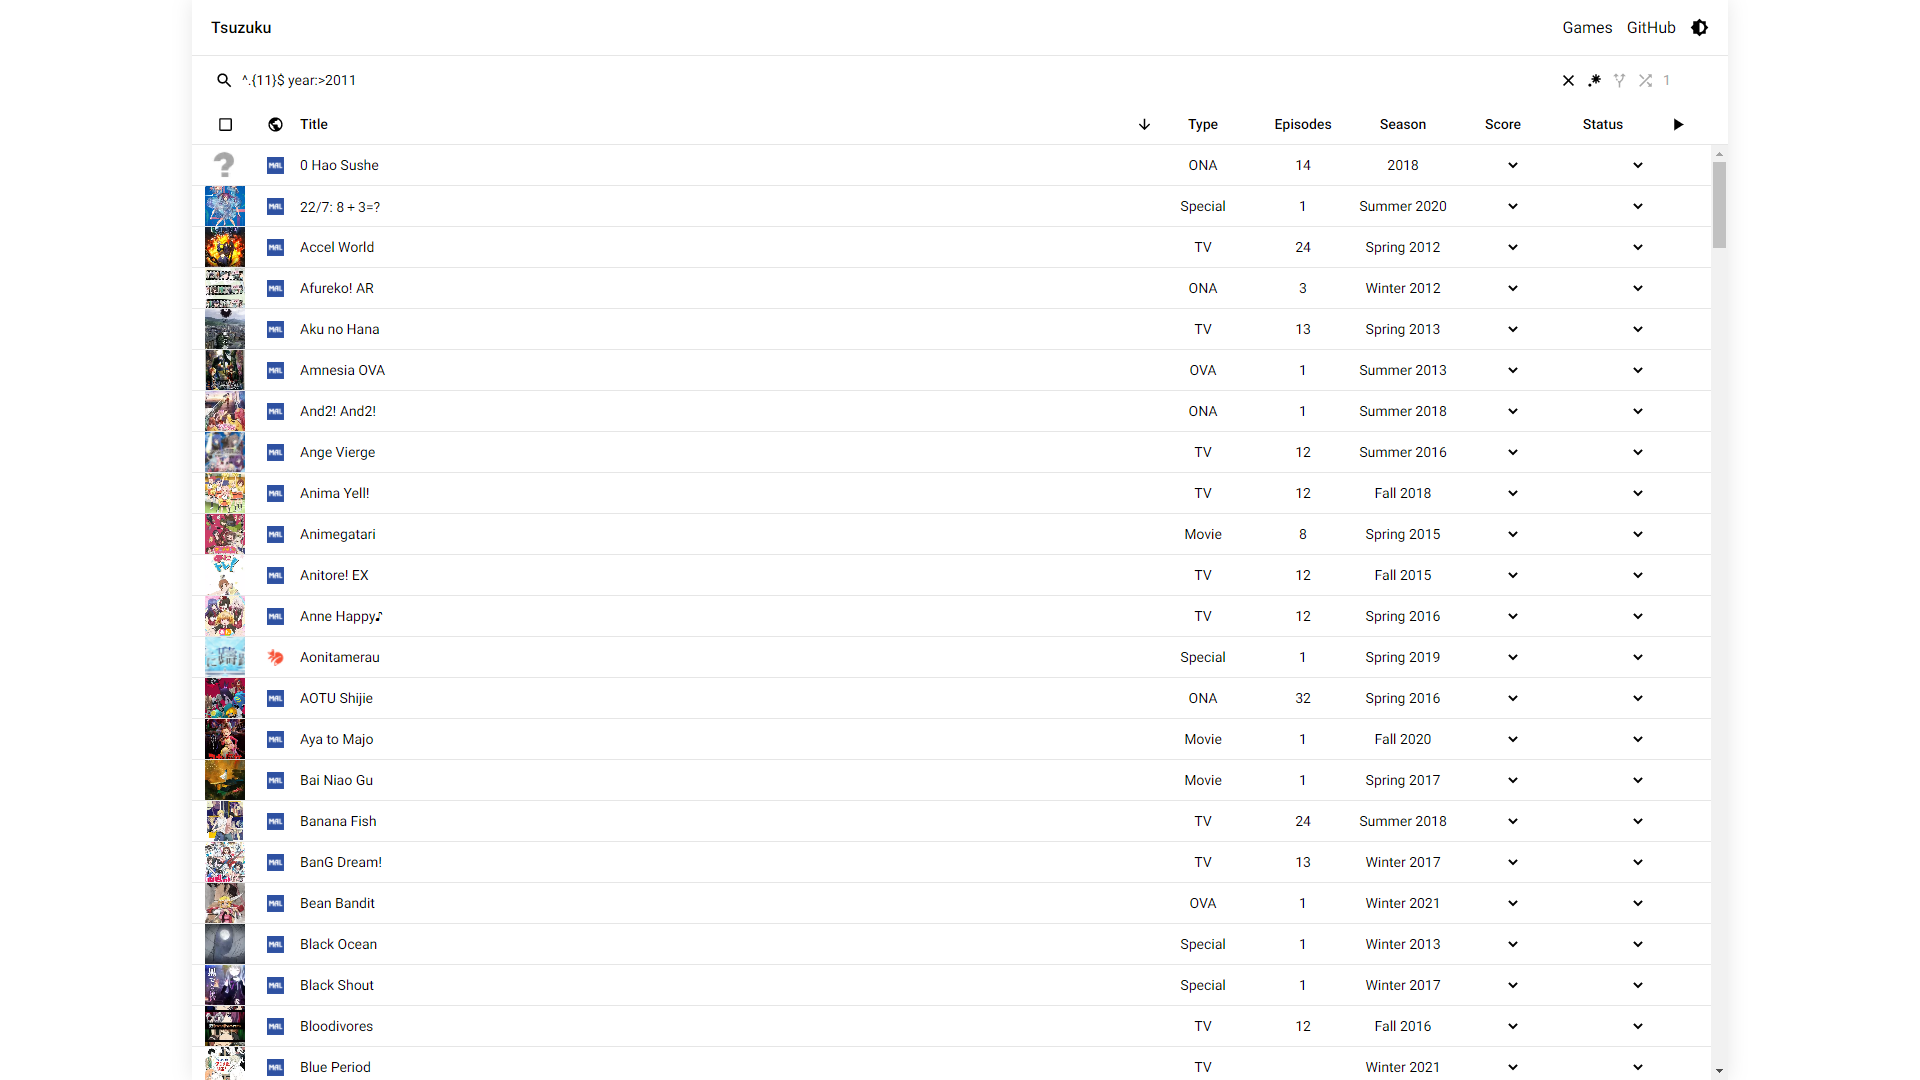 Tsuzuku Games GitHub
^.{11}$ year:>2011 1
Title Type Episodes Season Score Status
MAL 0 Hao Sushe ONA 14 2018
MAL 22/7: 8 + 3=? Special 1 Summer 2020
MAL Accel World TV 24 Spring 2012
MAL Afureko! AR ONA 3 Winter 2012
MAL Aku no Hana TV 13 Spring 2013
MAL Amnesia OVA OVA 1 Summer 2013
MAL And2! And2! ONA 1 Summer 2018
MAL Ange Vierge TV 12 Summer 2016
MAL Anima Yell! TV 12 Fall 2018
MAL Animegatari Movie 8 Spring 2015
MAL Anitore! EX TV 12 Fall 2015
MAL Anne Happy♪ TV 12 Spring 2016
Aonitamerau Special 1 Spring 2019
MAL AOTU Shijie ONA 32 Spring 2016
MAL Aya to Majo Movie 1 Fall 2020
MAL Bai Niao Gu Movie 1 Spring 2017
MAL Banana Fish TV 24 Summer 2018
MAL BanG Dream! TV 13 Winter 2017
MAL Bean Bandit OVA 1 Winter 2021
MAL Black Ocean Special 1 Winter 2013
MAL Black Shout Special 1 Winter 2017
MAL Bloodivores TV 12 Fall 2016
MAL Blue Period TV Winter 2021